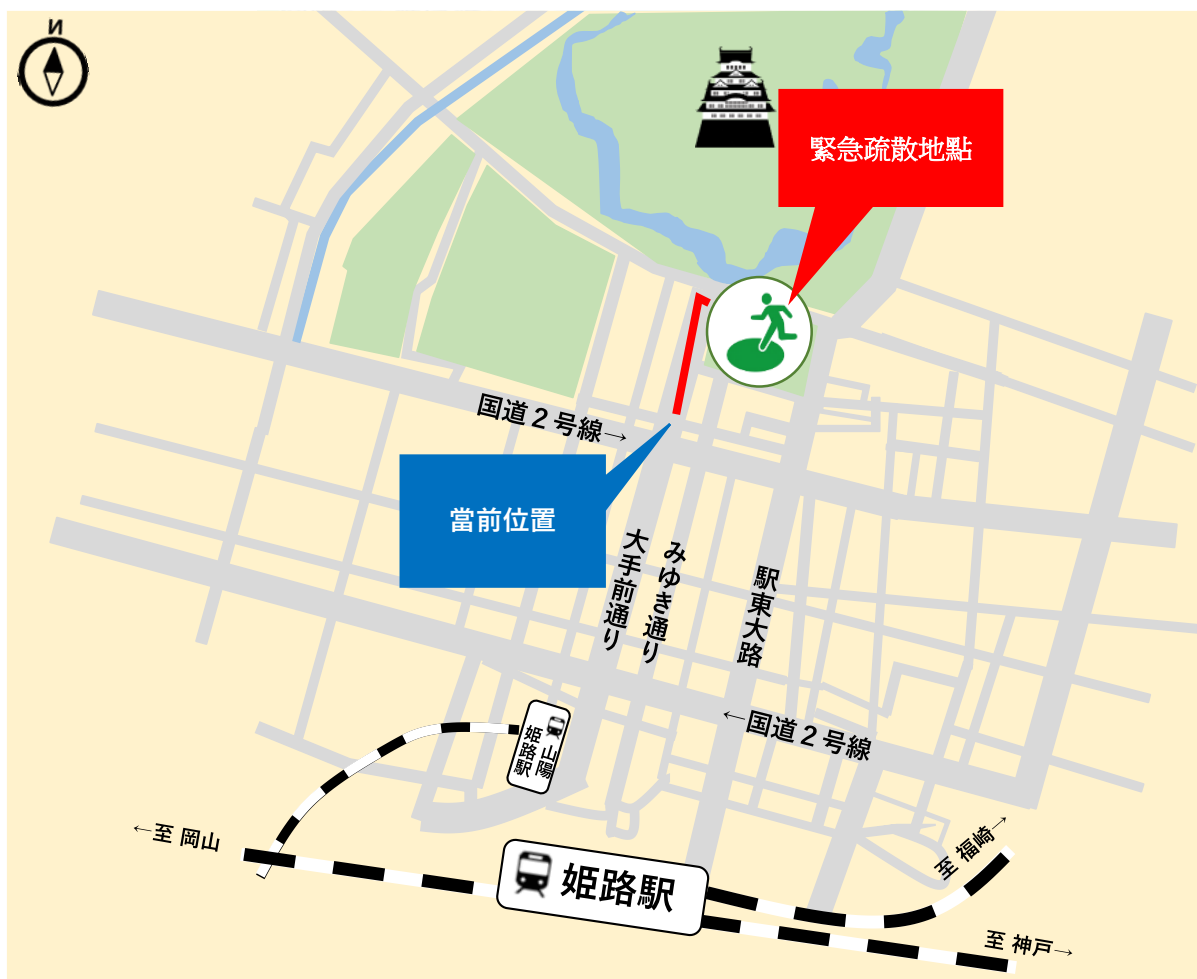 N
緊急疏散地點
国道２号線→
當前位置
大手前通り
みゆき通り
駅東大路
←国道２号線
山陽
姫路駅
←至 岡山
姫路駅
至 福崎→
至 神戸→